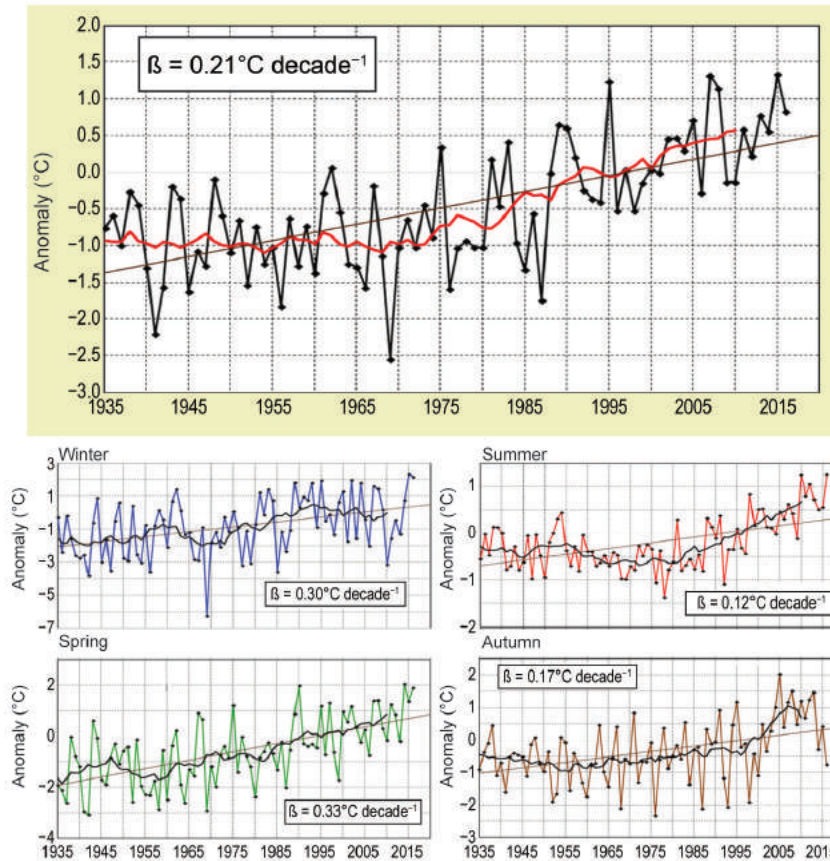 2.0
ß = 0.21°C decade⁻¹
1.5
1.0
0.5
0.0
−0.5
−1.0
−1.5
−2.0
−2.5
−3.0
Anomaly (°C)
1935 1945 1955 1965 1975 1985 1995 2005 2015
Winter
3
1
−1
−3
−5
−7
Anomaly (°C)
ß = 0.30°C decade⁻¹
Summer
1
0
−1
−2
Anomaly (°C)
ß = 0.12°C decade⁻¹
Spring
2
0
−2
−4
Anomaly (°C)
ß = 0.33°C decade⁻¹
1935 1945 1955 1965 1975 1985 1995 2005 2015
Autumn
2
1
0
−1
−2
−3
Anomaly (°C)
ß = 0.17°C decade⁻¹
1935 1945 1955 1965 1975 1985 1995 2005 2015